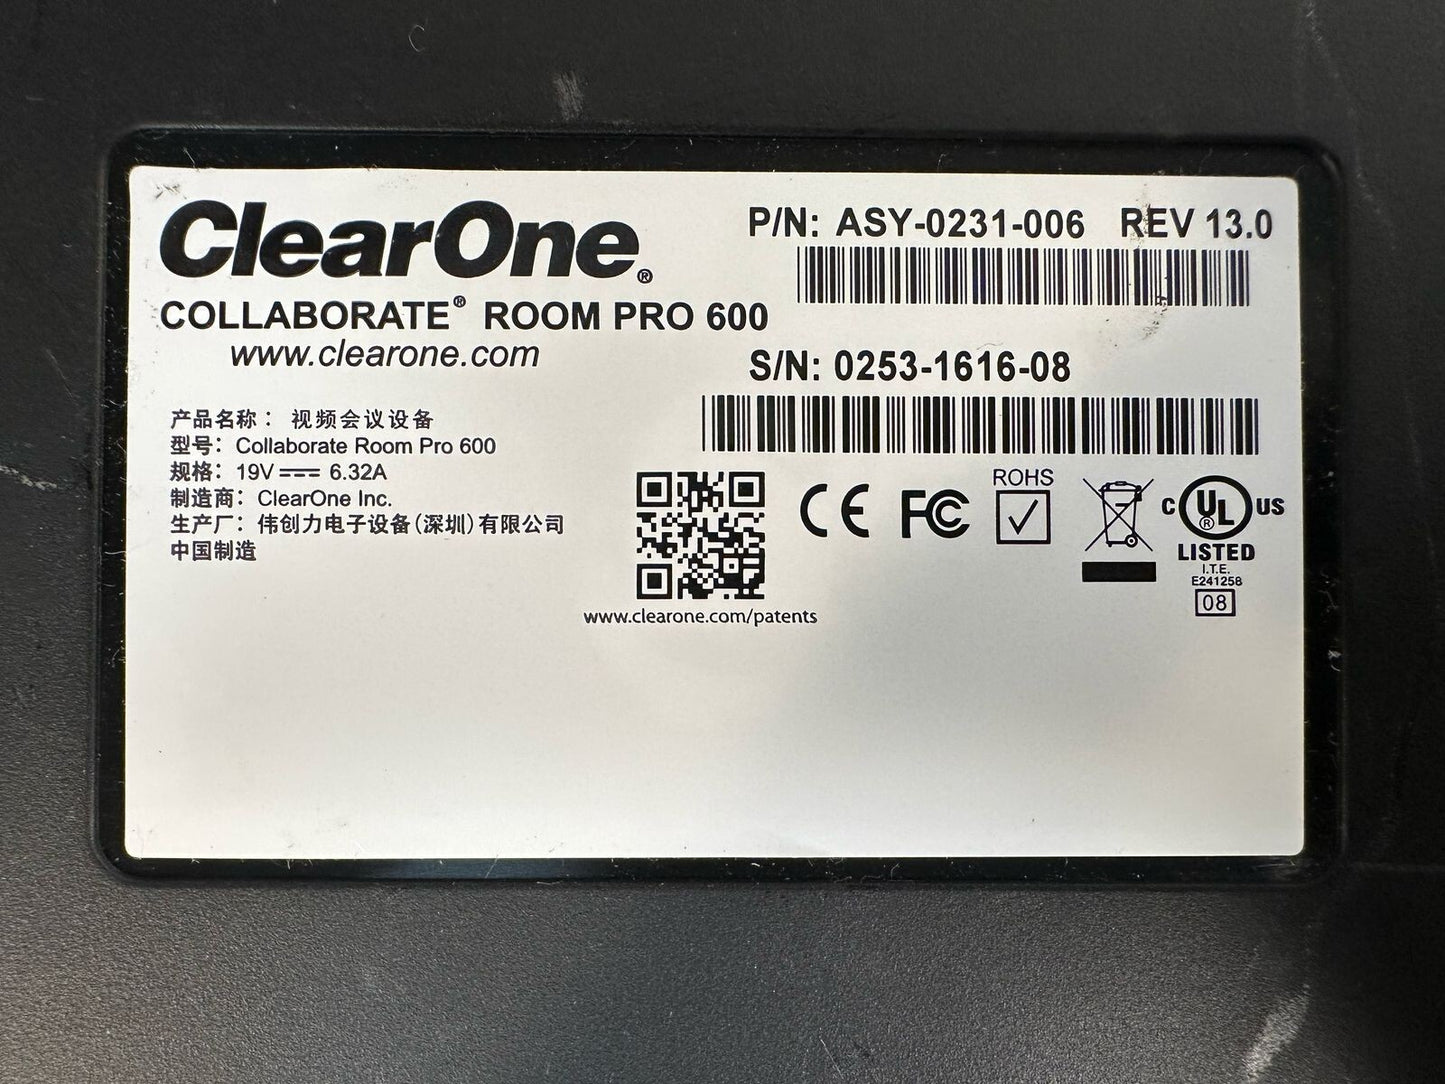 ClearOne®
COLLABORATE® ROOM PRO 600
www.clearone.com
P/N: ASY-0231-006 REV 13.0
S/N: 0253-1616-08
产品名称： 视频会议设备
型号： Collaborate Room Pro 600
规格： 19V 6.32A
制造商： ClearOne Inc.
生产厂： 伟创力电子设备(深圳)有限公司
中国制造
www.clearone.com/patents
CE FC
ROHS
C UL® US
LISTED
I.T.E.
E241258
08